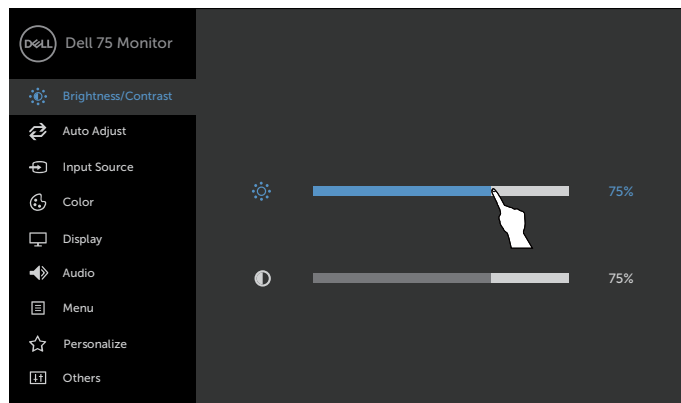 DELL
Dell 75 Monitor
Brightness/Contrast
Auto Adjust
Input Source
Color
Display
Audio
Menu
Personalize
Others
75%
75%